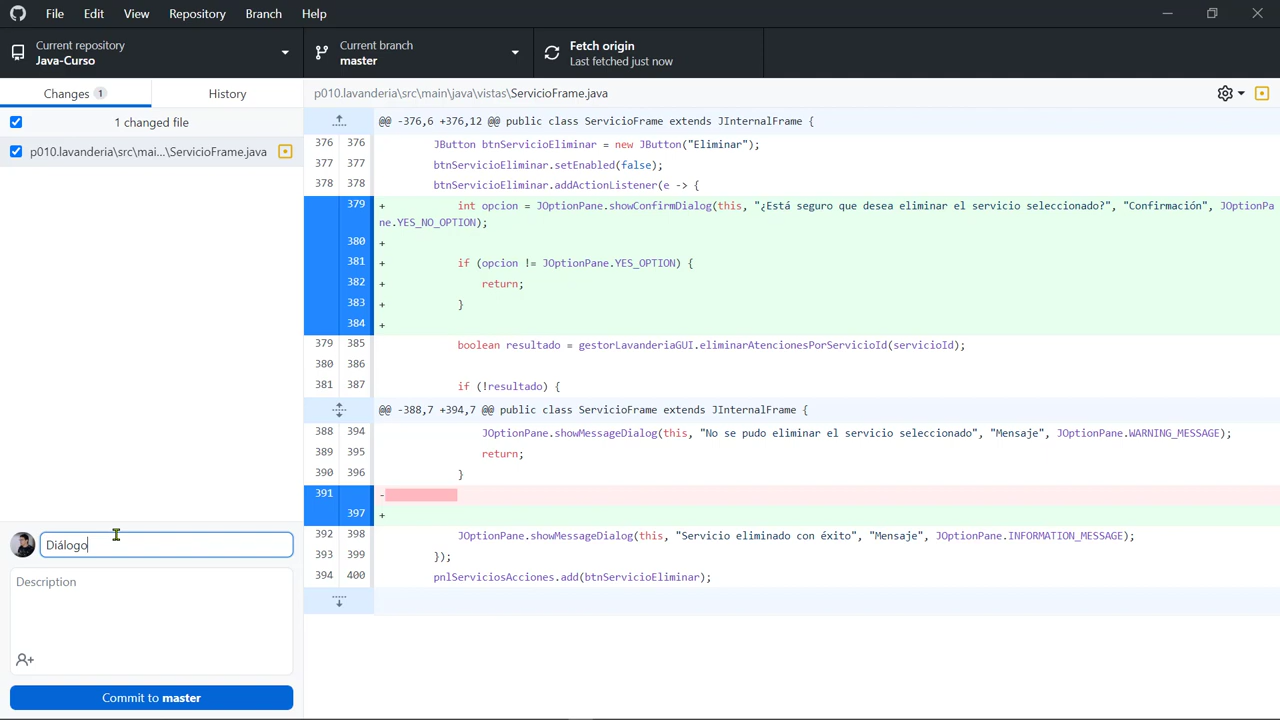 File Edit View Repository Branch Help
Current repository
Java-Curso
Current branch
master
Fetch origin
Last fetched just now
Changes 1 History
p010.lavanderia\src\main\java\vistas\ServicioFrame.java
1 changed file
p010.lavanderia\src\mai...\ServicioFrame.java
@@ -376,6 +376,12 @@ public class ServicioFrame extends JInternalFrame {
376 376 JButton btnServicioEliminar = new JButton("Eliminar");
377 377 btnServicioEliminar.setEnabled(false);
378 378 btnServicioEliminar.addActionListener(e -> {
379 + int opcion = JOptionPane.showConfirmDialog(this, "¿Está seguro que desea eliminar el servicio seleccionado?", "Confirmación", JOptionPa
ne.YES_NO_OPTION);
380 +
381 + if (opcion != JOptionPane.YES_OPTION) {
382 + return;
383 + }
384 +
379 385 boolean resultado = gestorLavanderiaGUI.eliminarAtencionesPorServicioId(servicioId);
380 386
381 387 if (!resultado) {
@@ -388,7 +394,7 @@ public class ServicioFrame extends JInternalFrame {
388 394 JOptionPane.showMessageDialog(this, "No se pudo eliminar el servicio seleccionado", "Mensaje", JOptionPane.WARNING_MESSAGE);
389 395 return;
390 396 }
391 -
397 +
392 398 JOptionPane.showMessageDialog(this, "Servicio eliminado con éxito", "Mensaje", JOptionPane.INFORMATION_MESSAGE);
393 399 });
394 400 pnlServiciosAcciones.add(btnServicioEliminar);
Diálogo
Description
Commit to master